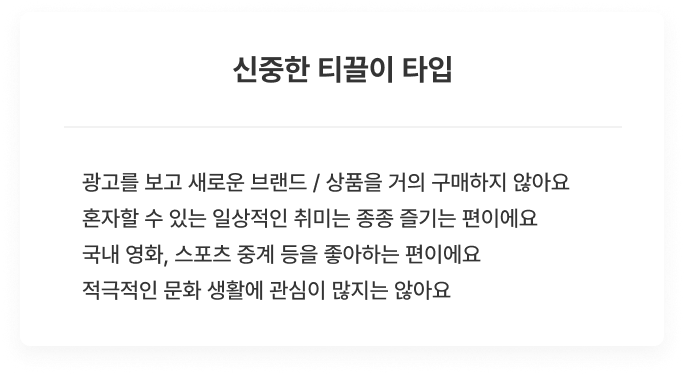 신중한 티끌이 타입
광고를 보고 새로운 브랜드 / 상품을 거의 구매하지 않아요
혼자할 수 있는 일상적인 취미는 종종 즐기는 편이에요
국내 영화, 스포츠 중계 등을 좋아하는 편이에요
적극적인 문화 생활에 관심이 많지는 않아요